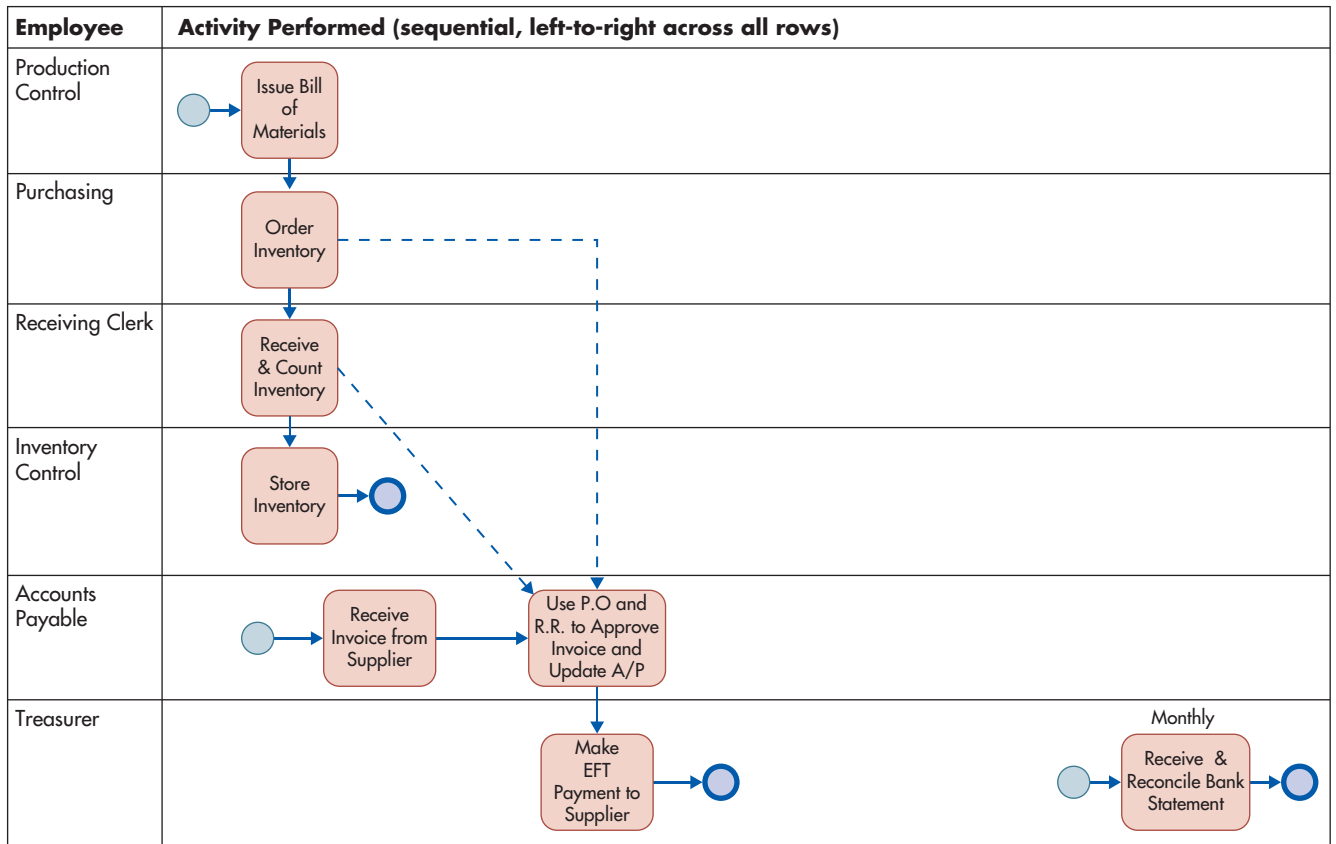 Employee
Activity Performed (sequential, left-to-right across all rows)
Production
Control
Issue Bill
of
Materials
Purchasing
Order
Inventory
Receiving Clerk
Receive
& Count
Inventory
Inventory
Control
Store
Inventory
Accounts
Payable
Receive
Invoice from
Supplier
Use P.O and
R.R. to Approve
Invoice and
Update A/P
Treasurer
Make
EFT
Payment to
Supplier
Monthly
Receive &
Reconcile Bank
Statement